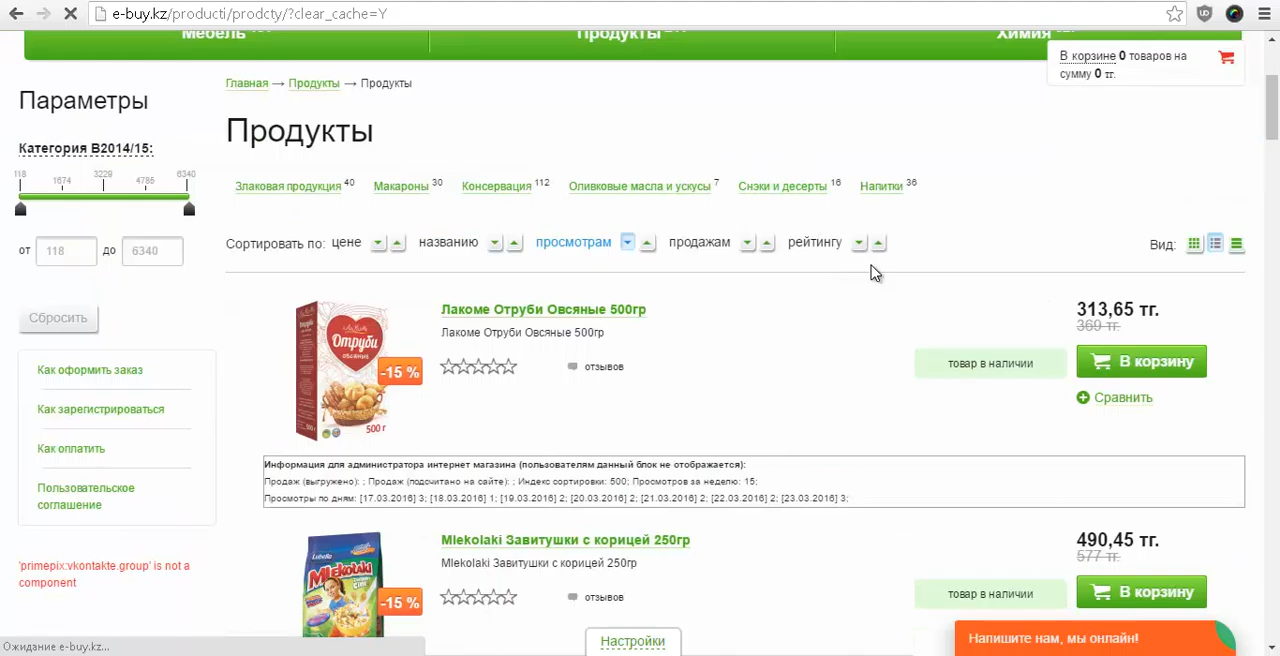 e-buy.kz/producti/prodcty/?clear_cache=Y
Мебель
Продукты
Химия
В корзине 0 товаров на
сумму 0 тг.
Главная → Продукты → Продукты
Параметры
Продукты
Категория B2014/15:
118 1674 3229 4785 6340
Злаковая продукция 40 Макароны 30 Консервация 112 Оливковые масла и уксусы 7 Снэки и десерты 16 Напитки 36
от 118 до 6340
Сортировать по: цене названию просмотрам продажам рейтингу Вид:
Сбросить
Как оформить заказ
Как зарегистрироваться
Как оплатить
Пользовательское
соглашение
'primepix:vkontakte.group' is not a
component
Лакоме Отруби Овсяные 500гр
Лакоме Отруби Овсяные 500гр
отзывов
Отруби
овсяные
500 г
-15 %
товар в наличии
313,65 тг.
369 тг.
В корзину
Сравнить
Информация для администратора интернет магазина (пользователям данный блок не отображается):
Продаж (выгружено): ; Продаж (подсчитано на сайте): ; Индекс сортировки: 500; Просмотров за неделю: 15;
Просмотры по дням: [17.03.2016] 3; [18.03.2016] 1; [19.03.2016] 2; [20.03.2016] 2; [21.03.2016] 2; [22.03.2016] 2; [23.03.2016] 3;
Mlekolaki Завитушки с корицей 250гр
Mlekolaki Завитушки с корицей 250гр
отзывов
Lubella
Mlekolaki
-15 %
товар в наличии
490,45 тг.
577 тг.
В корзину
Настройки
Напишите нам, мы онлайн!
Ожидание e-buy.kz...